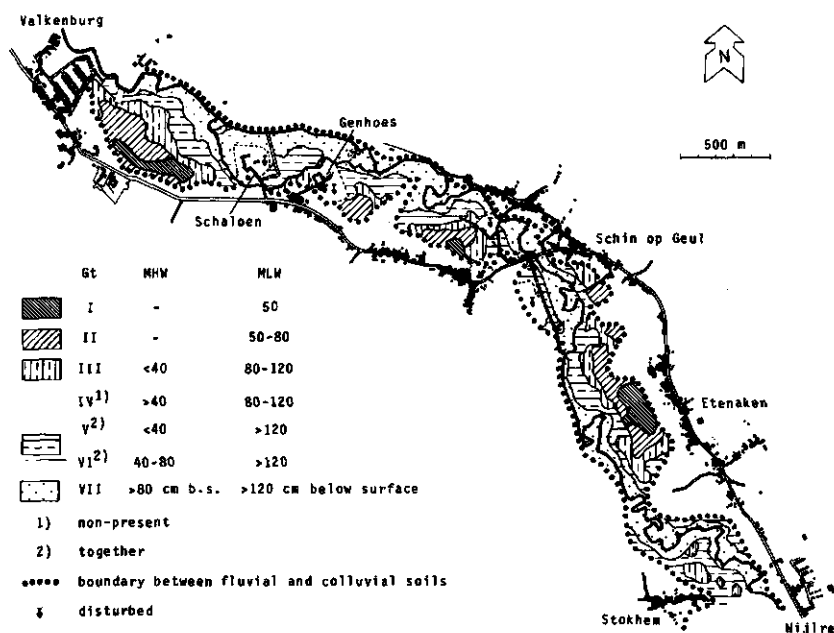 Valkenburg
N
500 m
Genhoes
Schaloen
Schin op Geul
Etenaken
Stokhem
Wijlre
Gt MHW MLW
I - 50
II - 50-80
III <40 80-120
IV1) >40 80-120
V2) <40 >120
VI2) 40-80 >120
VII >80 cm b.s. >120 cm below surface
1) non-present
2) together
boundary between fluvial and colluvial soils
disturbed